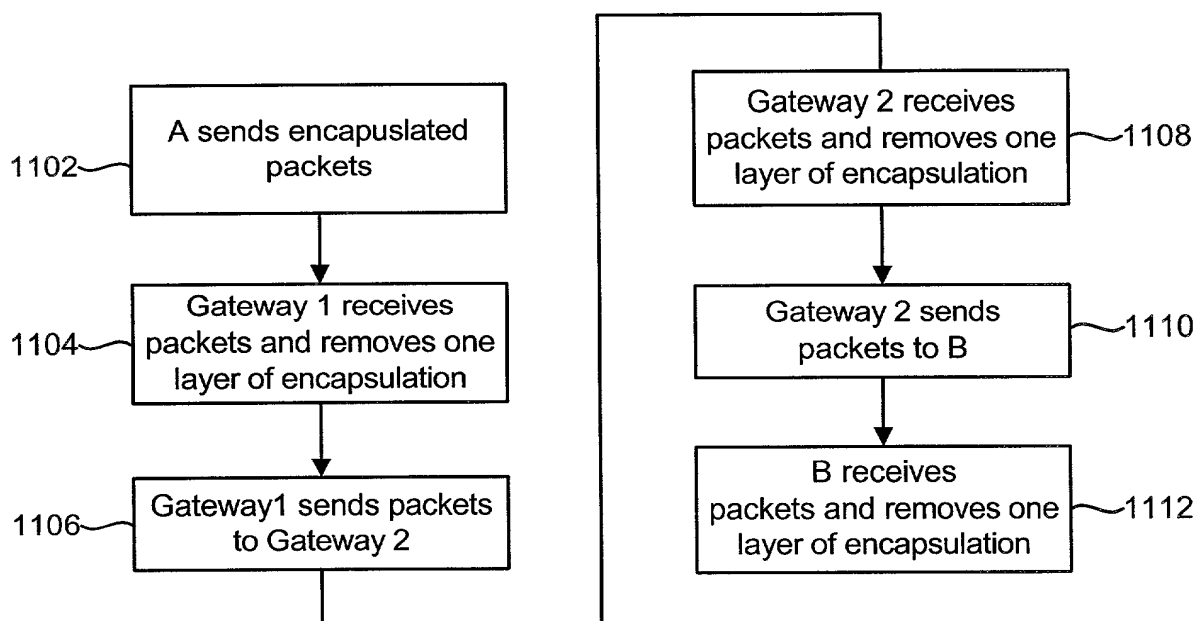 1102
A sends encapuslated
packets
1104
Gateway 1 receives
packets and removes one
layer of encapsulation
1106
Gateway1 sends packets
to Gateway 2
Gateway 2 receives
packets and removes one
layer of encapsulation
1108
Gateway 2 sends
packets to B
1110
B receives
packets and removes one
layer of encapsulation
1112